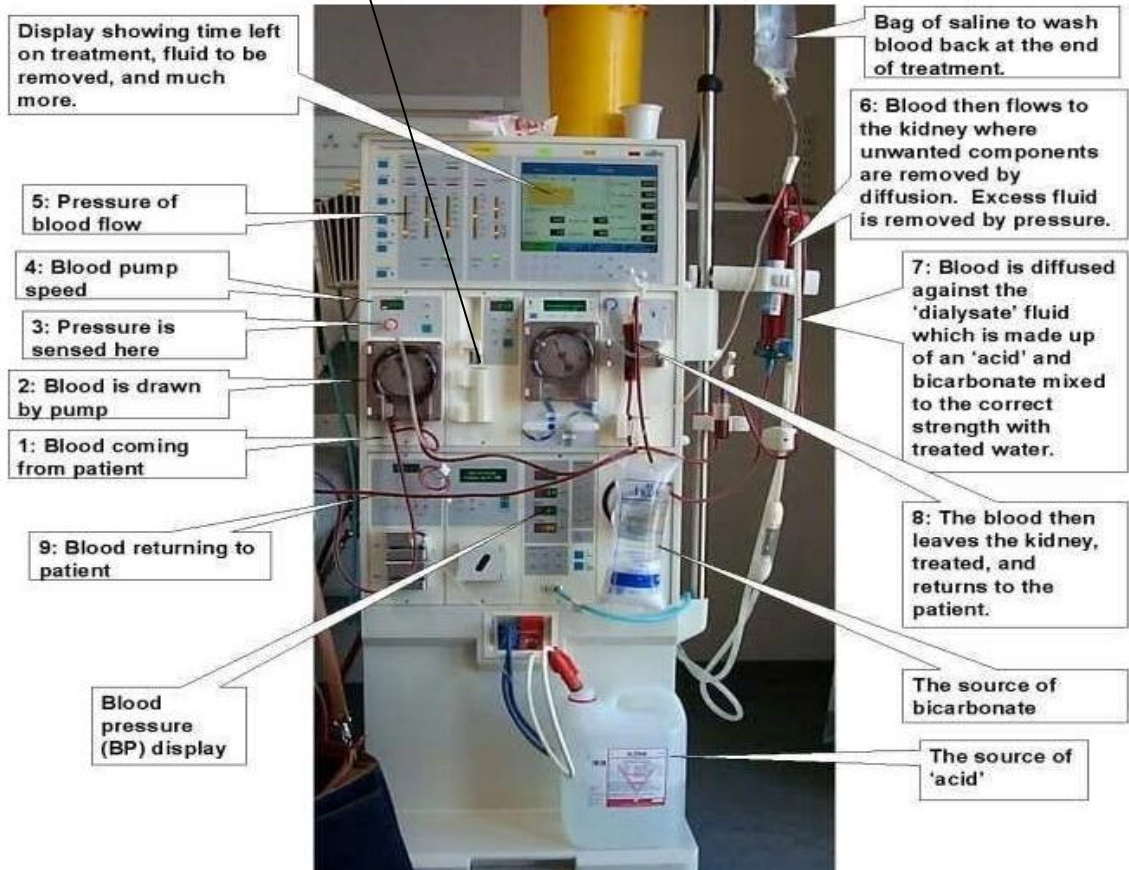 Display showing time left
on treatment, fluid to be
removed, and much
more.
Bag of saline to wash
blood back at the end
of treatment.
6: Blood then flows to
the kidney where
unwanted components
are removed by
diffusion. Excess fluid
is removed by pressure.
5: Pressure of
blood flow
4: Blood pump
speed
3: Pressure is
sensed here
2: Blood is drawn
by pump
1: Blood coming
from patient
7: Blood is diffused
against the
‘dialysate’ fluid
which is made up
of an ‘acid’ and
bicarbonate mixed
to the correct
strength with
treated water.
9: Blood returning to
patient
8: The blood then
leaves the kidney,
treated, and
returns to the
patient.
Blood
pressure
(BP) display
The source of
bicarbonate
The source of
‘acid’